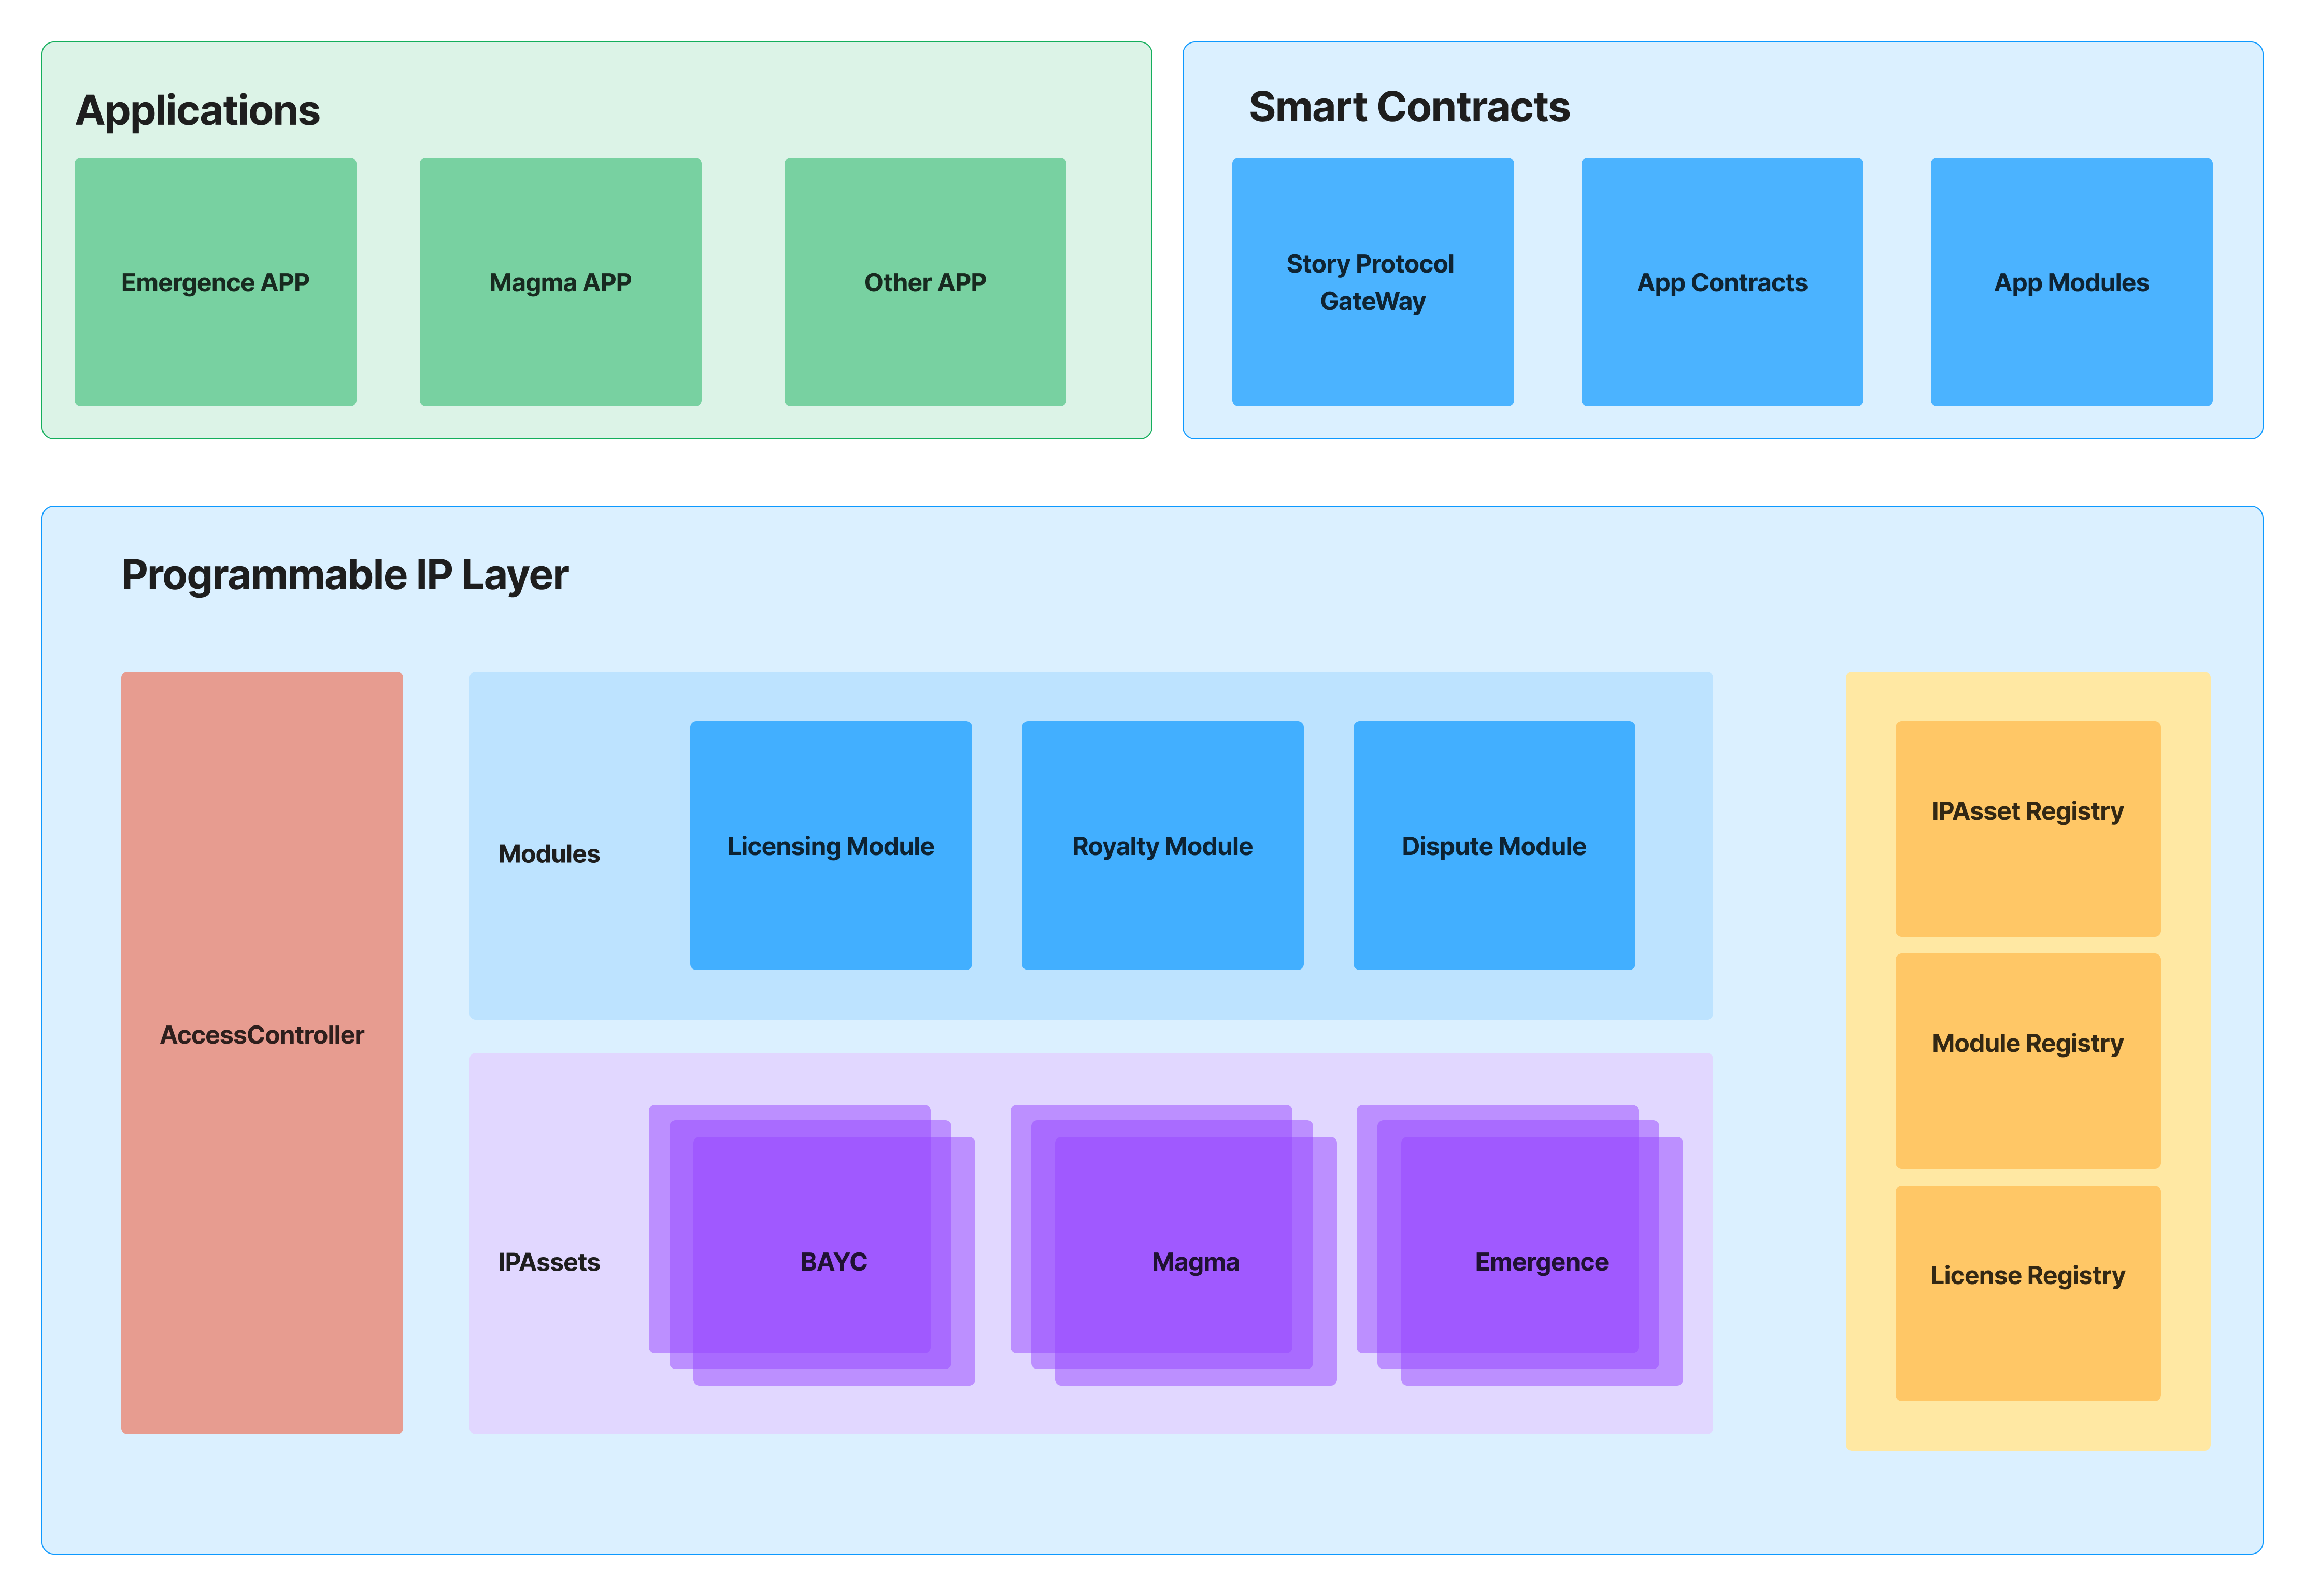 Applications
Emergence APP
Magma APP
Other APP
Smart Contracts
Story Protocol
GateWay
App Contracts
App Modules
Programmable IP Layer
AccessController
Modules
Licensing Module
Royalty Module
Dispute Module
IPAssets
BAYC
Magma
Emergence
IPAsset Registry
Module Registry
License Registry